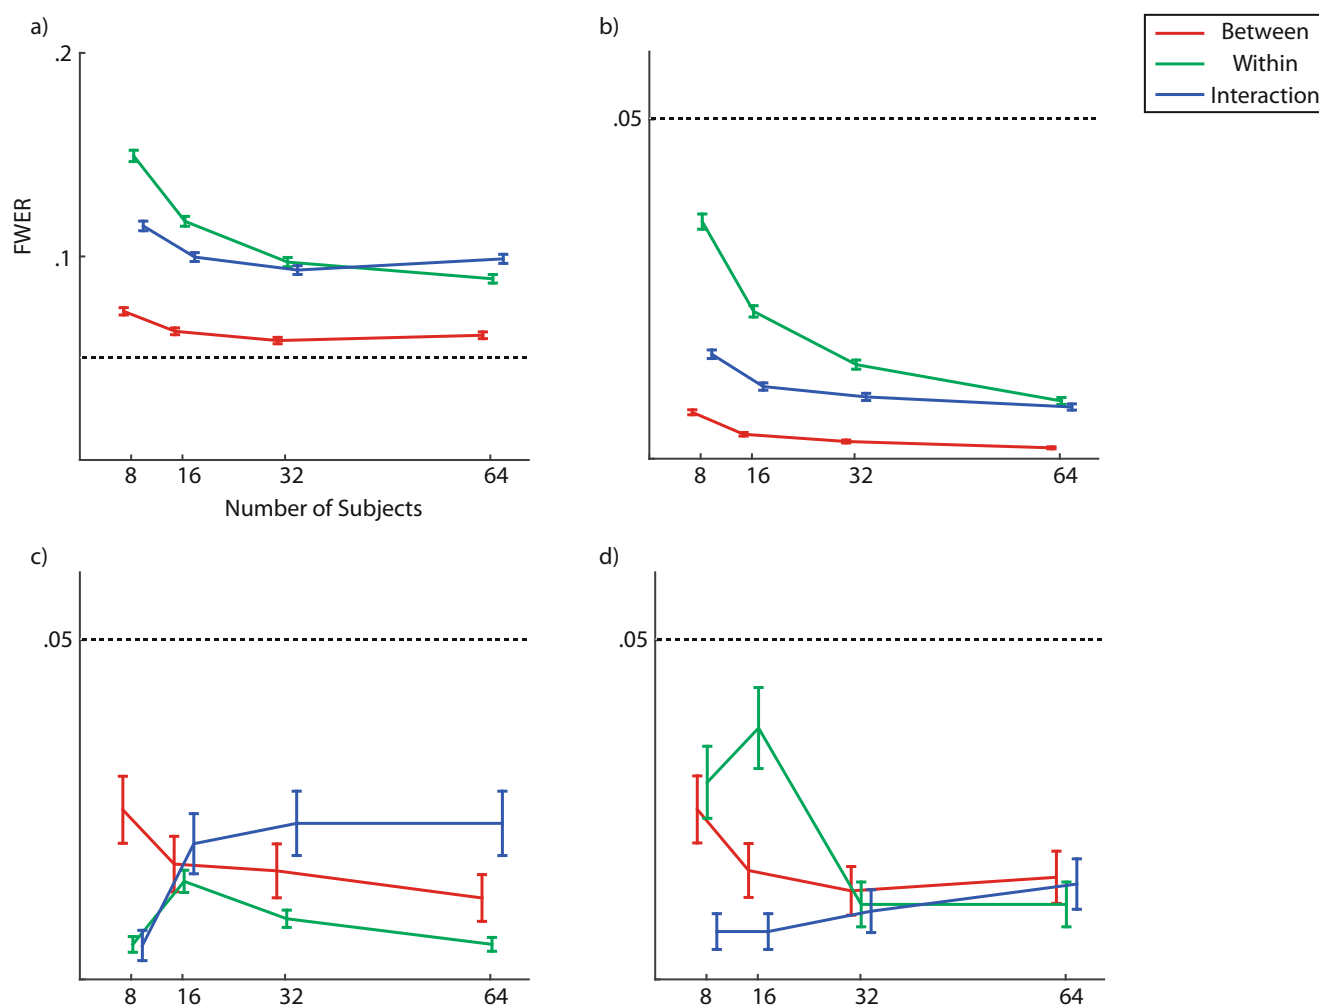 a)
.2
.1
FWER
8 16 32 64
Number of Subjects
b)
.05
8 16 32 64
Between
Within
Interaction
c)
.05
8 16 32 64
d)
.05
8 16 32 64